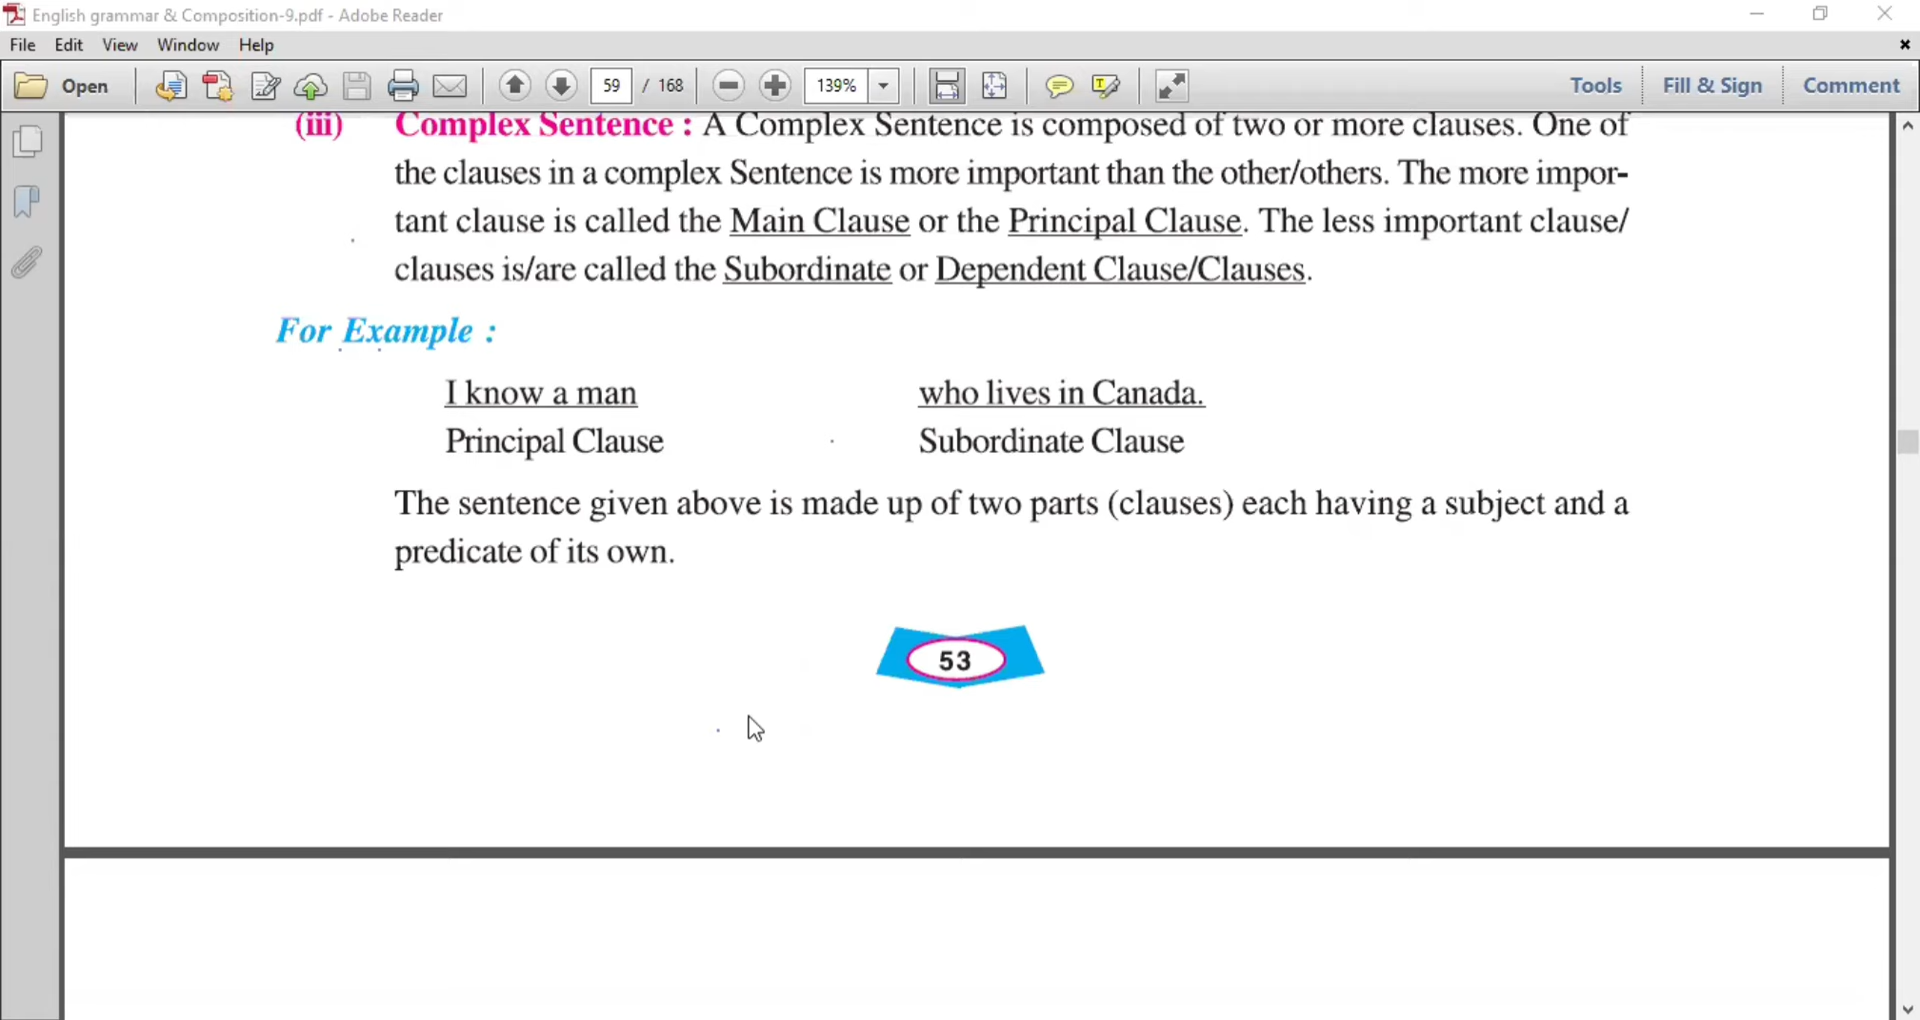 English grammar & Composition-9.pdf - Adobe Reader
File Edit View Window Help
Open 59 / 168 139% Tools Fill & Sign Comment
(iii) Complex Sentence : A Complex Sentence is composed of two or more clauses. One of
the clauses in a complex Sentence is more important than the other/others. The more impor-
tant clause is called the Main Clause or the Principal Clause. The less important clause/
clauses is/are called the Subordinate or Dependent Clause/Clauses.
For Example :
I know a man who lives in Canada.
Principal Clause Subordinate Clause
The sentence given above is made up of two parts (clauses) each having a subject and a
predicate of its own.
53